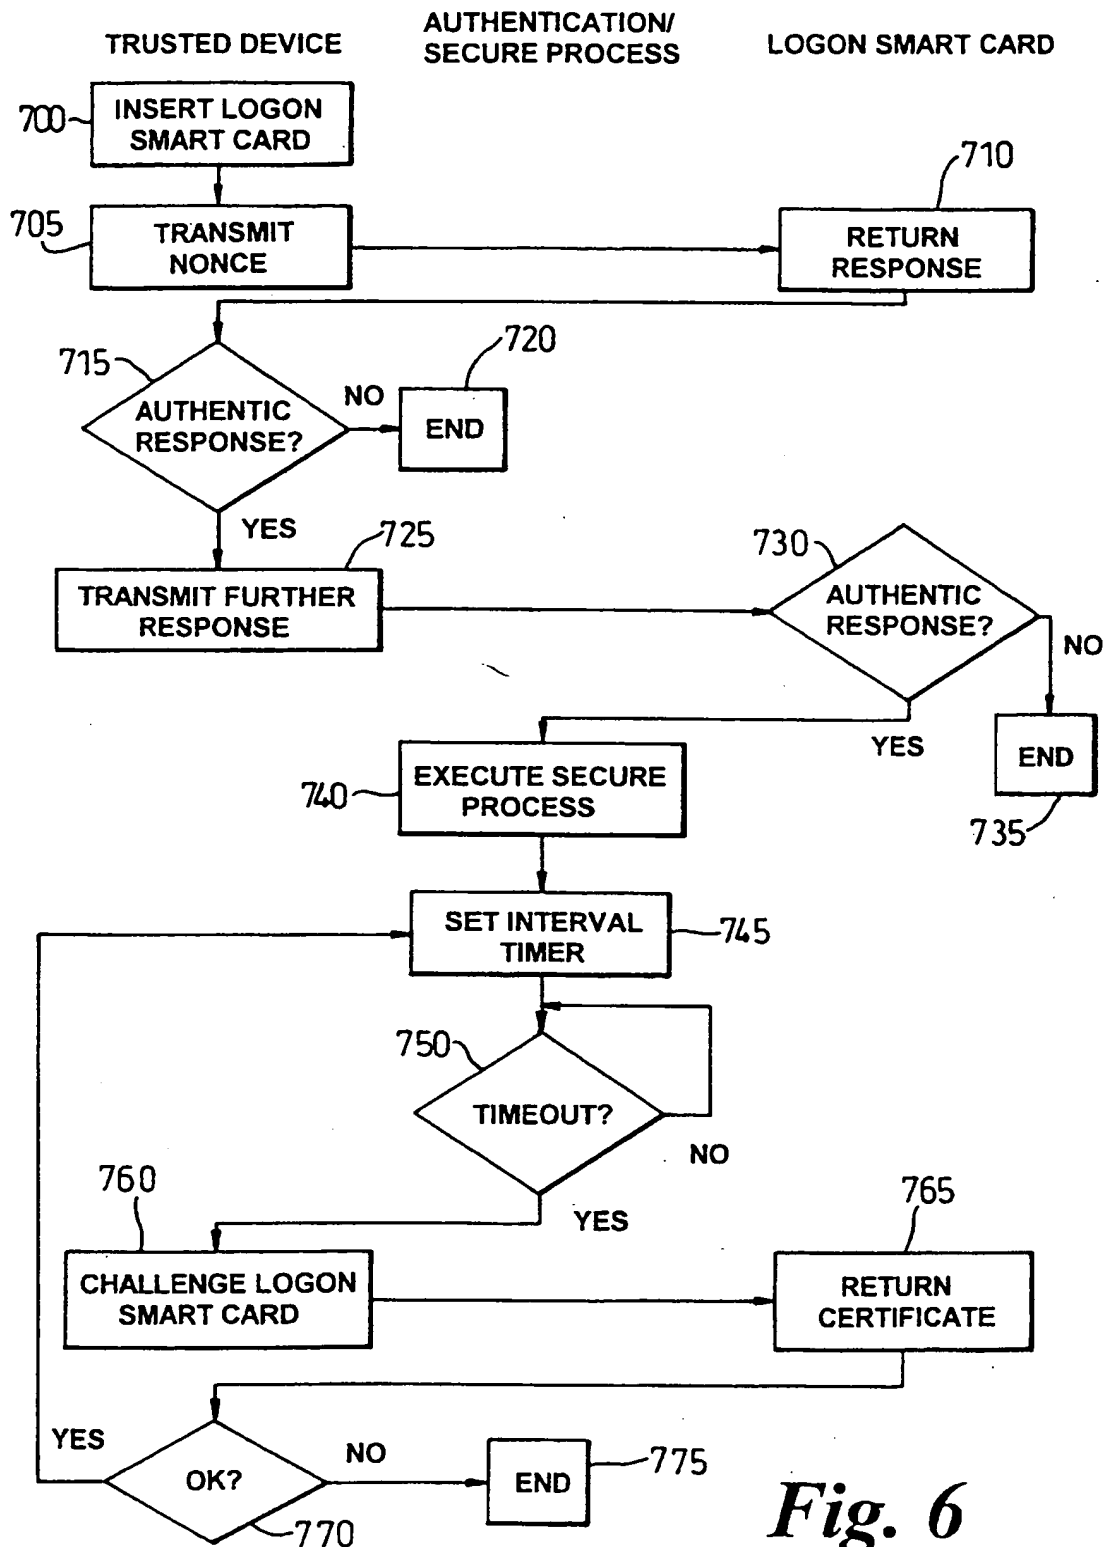 TRUSTED DEVICE
AUTHENTICATION/
SECURE PROCESS
LOGON SMART CARD
700
INSERT LOGON
SMART CARD
705
TRANSMIT
NONCE
710
RETURN
RESPONSE
715
AUTHENTIC
RESPONSE?
NO
720
END
YES
725
TRANSMIT FURTHER
RESPONSE
730
AUTHENTIC
RESPONSE?
NO
YES
END
735
740
EXECUTE SECURE
PROCESS
SET INTERVAL
TIMER
745
750
TIMEOUT?
NO
YES
760
CHALLENGE LOGON
SMART CARD
765
RETURN
CERTIFICATE
YES
OK?
NO
END
775
770
Fig. 6